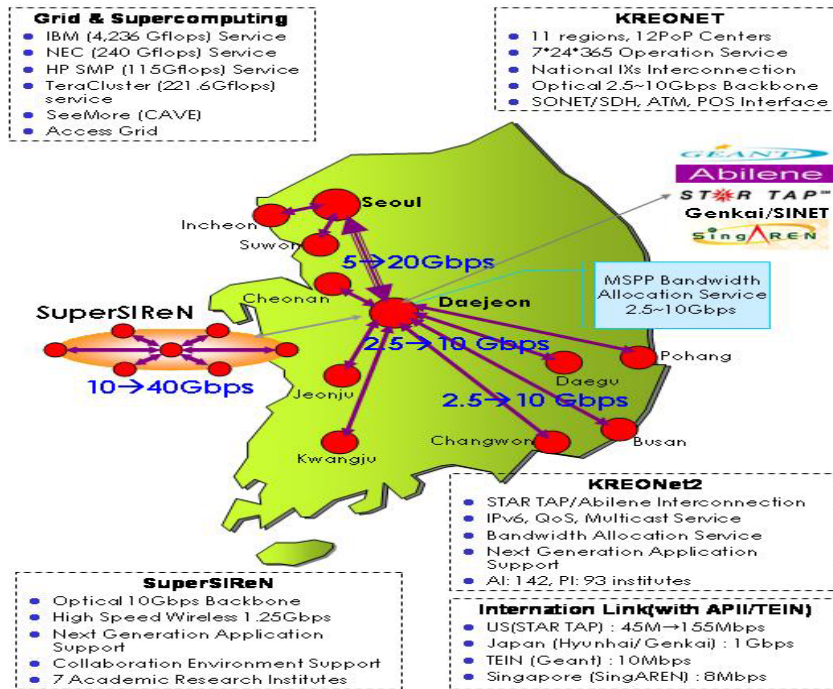 Grid & Supercomputing
IBM (4,236 Gflops) Service
NEC (240 Gflops) Service
HP SMP (115Gflops) Service
TeraCluster (221.6Gflops)
service
SeeMore (CAVE)
Access Grid
KREONET
11 regions, 12PoP Centers
7*24*365 Operation Service
National IXs Interconnection
Optical 2.5~10Gbps Backbone
SONET/SDH, ATM, POS Interface
GEANT
Abilene
STAR TAP℠
Genkai/SINET
SingAREN
Seoul
Incheon
Suwon
5→20Gbps
Cheonan
Daejeon
MSPP Bandwidth
Allocation Service
2.5~10Gbps
SuperSIReN
10→40Gbps
2.5→10 Gbps
Jeonju
Daegu
Pohang
2.5→10 Gbps
Kwangju
Changwon
Busan
KREONet2
STAR TAP/Abilene Interconnection
IPv6, QoS, Multicast Service
Bandwidth Allocation Service
Next Generation Application
Support
AI: 142, PI: 93 institutes
SuperSIReN
Optical 10Gbps Backbone
High Speed Wireless 1.25Gbps
Next Generation Application
Support
Collaboration Environment Support
7 Academic Research Institutes
Internation Link(with APII/TEIN)
US(STAR TAP) : 45M→155Mbps
Japan (Hyunhai/Genkai) : 1Gbps
TEIN (Geant) : 10Mbps
Singapore (SingAREN) : 8Mbps